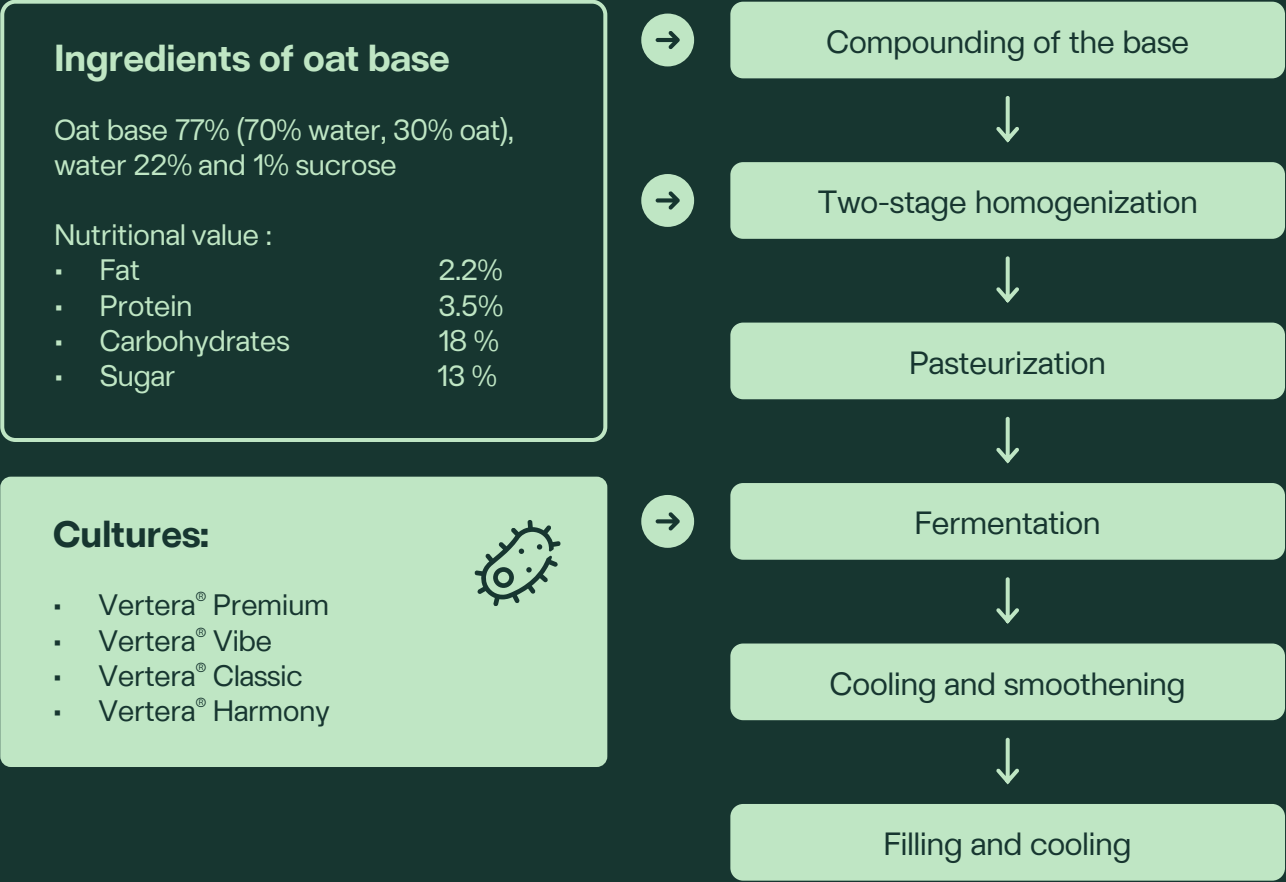 Ingredients of oat base
Oat base 77% (70% water, 30% oat),
water 22% and 1% sucrose
Nutritional value :
▪ Fat 2.2%
▪ Protein 3.5%
▪ Carbohydrates 18 %
▪ Sugar 13 %
Cultures:
▪ Vertera® Premium
▪ Vertera® Vibe
▪ Vertera® Classic
▪ Vertera® Harmony
Compounding of the base
Two-stage homogenization
Pasteurization
Fermentation
Cooling and smoothening
Filling and cooling